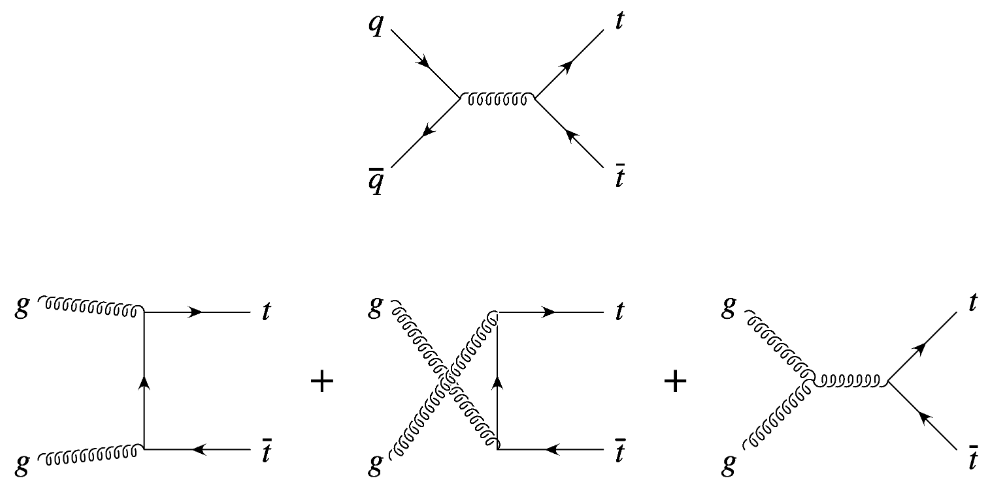 q t
q̄ t̄
g t g t g t
+ +
g t̄ g t̄ g t̄